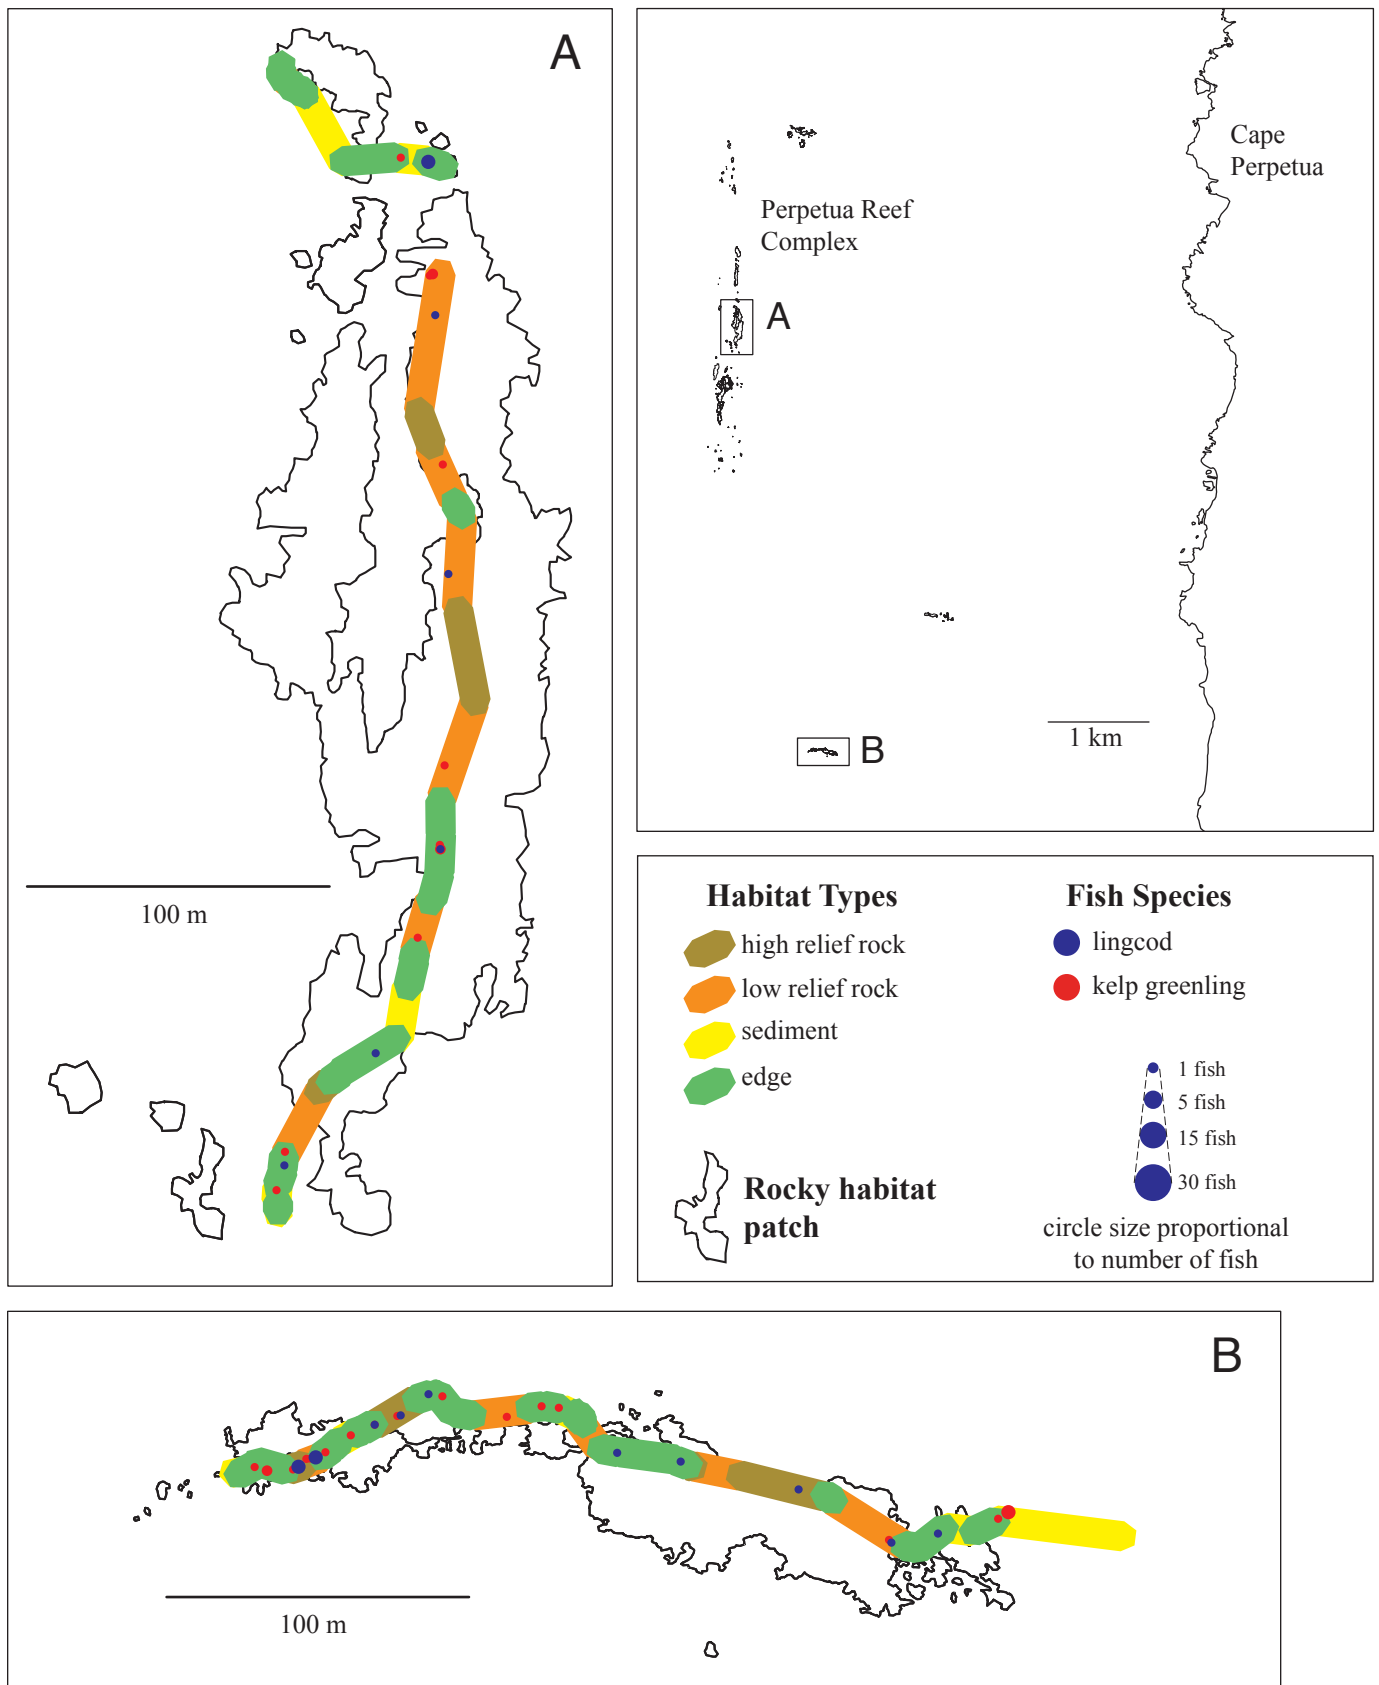 A
Cape
Perpetua
Perpetua Reef
Complex
A
1 km
B
100 m
Habitat Types
high relief rock
low relief rock
sediment
edge
Rocky habitat
patch
Fish Species
lingcod
kelp greenling
1 fish
5 fish
15 fish
30 fish
circle size proportional
to number of fish
B
100 m